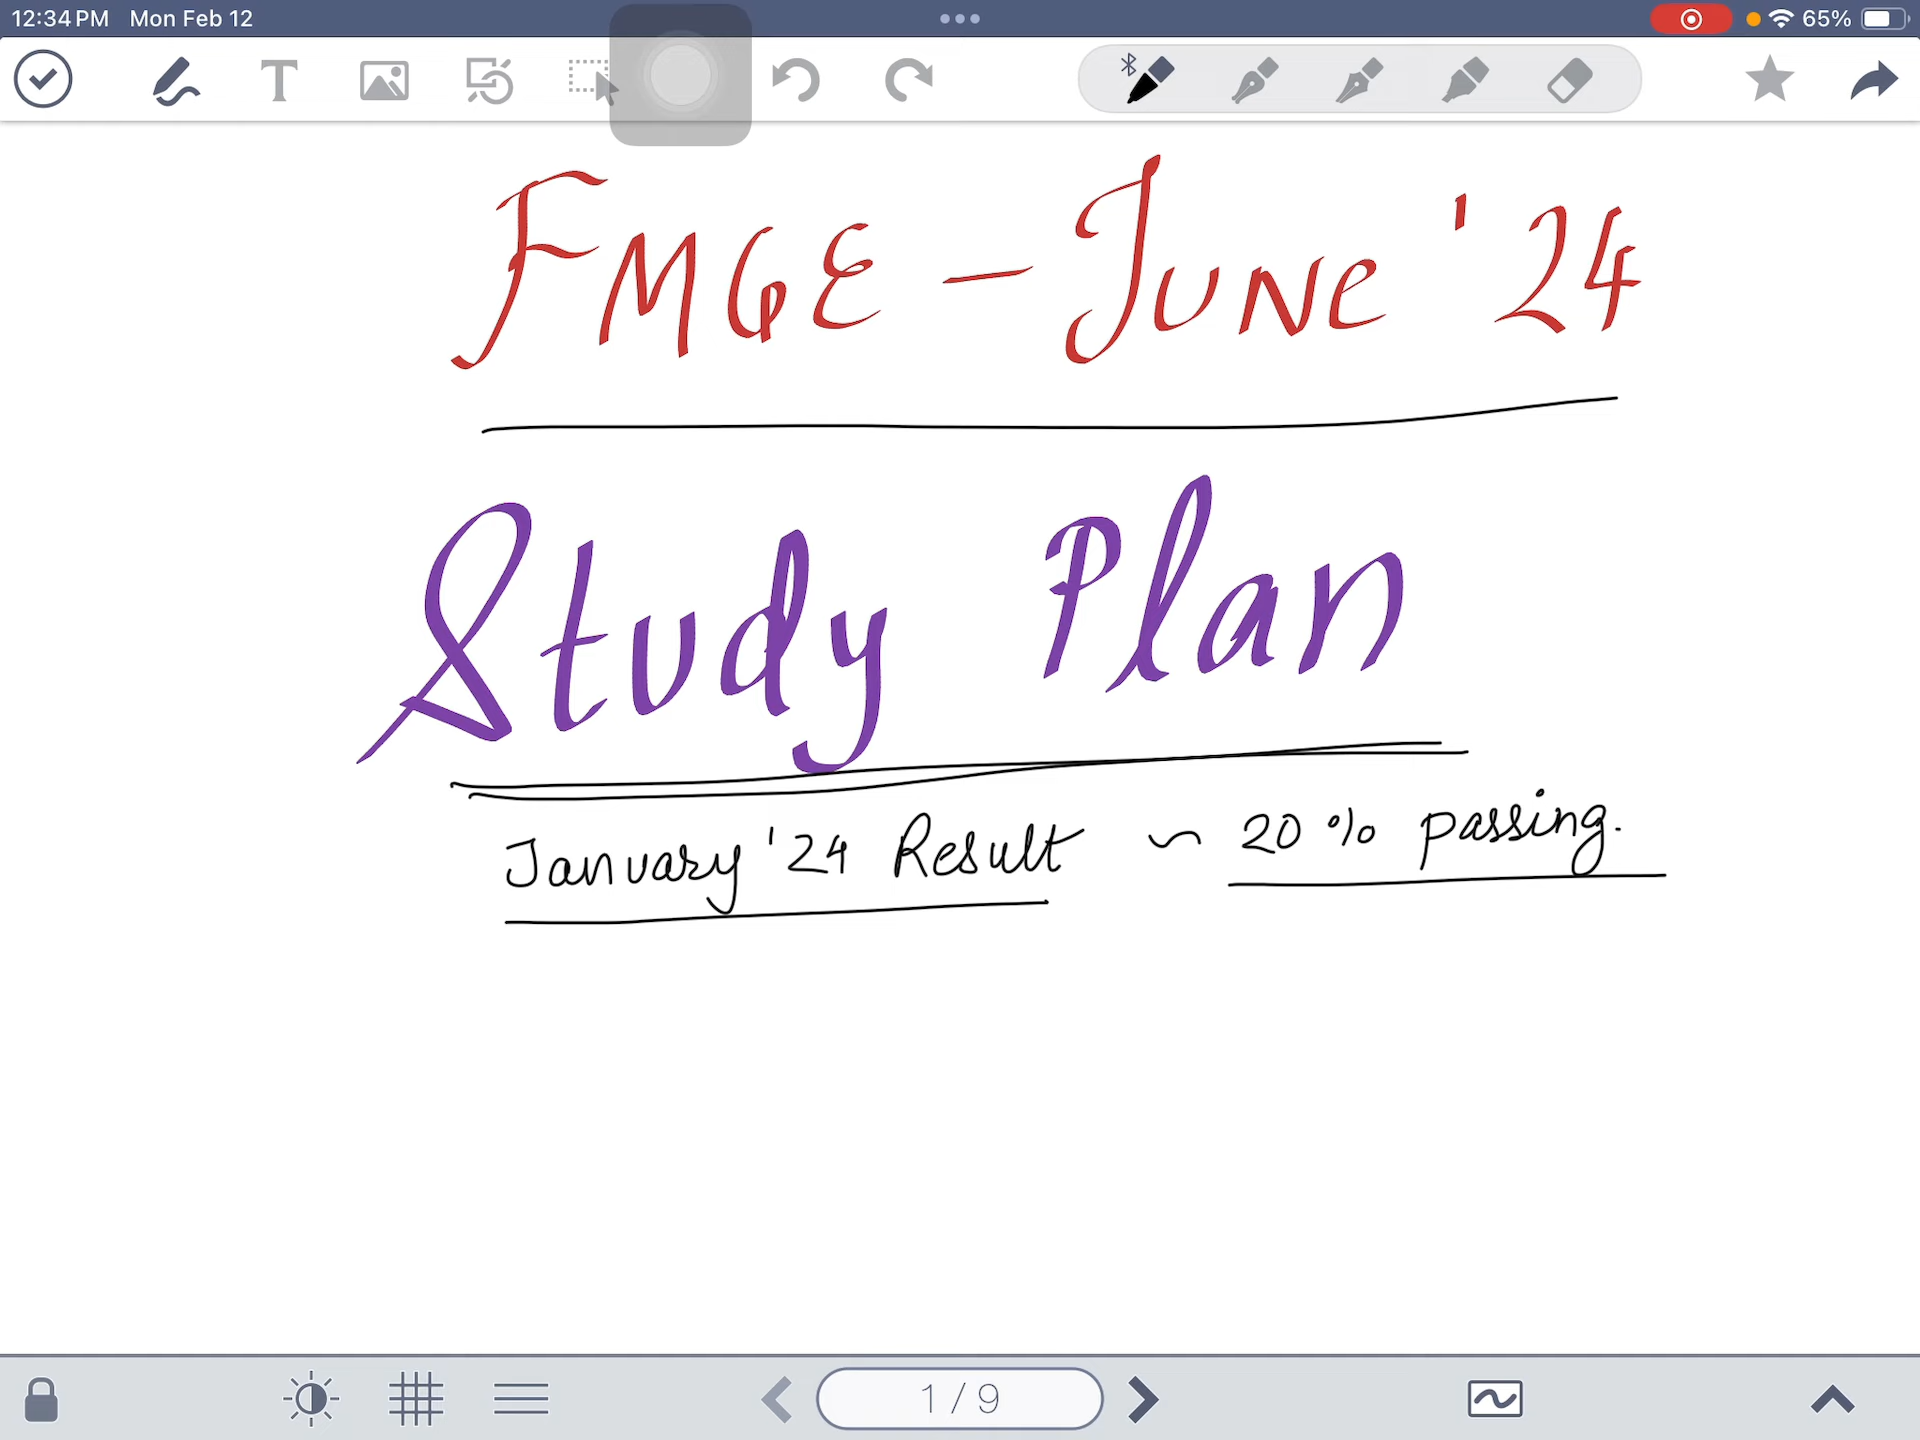 12:34 PM Mon Feb 12
65%
T
FMGE - JUNE '24
Study Plan
January '24 Result ~ 20% passing.
1 / 9